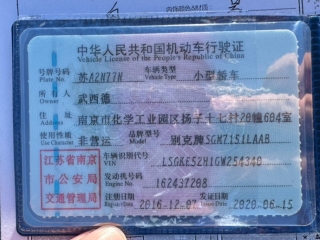 中华人民共和国机动车行驶证
Vehicle License of the People's Republic of China
号牌号码 苏A2N77N 车辆类型 小型轿车
Plate No. Vehicle Type
所有人 武西德
Owner
住址 南京市化学工业园区扬子十七村28幢604室
Address
使用性质 非营运 品牌型号 别克牌SGM7151LAAB
Use Character Model
江苏省南京
市公安局
交通管理局
车辆识别代号 LSGKE52H1GW254340
VIN
发动机号码 162437208
Engine No.
注册日期 2016-12-07 发证日期 2020-06-15
Register Date Issue Date